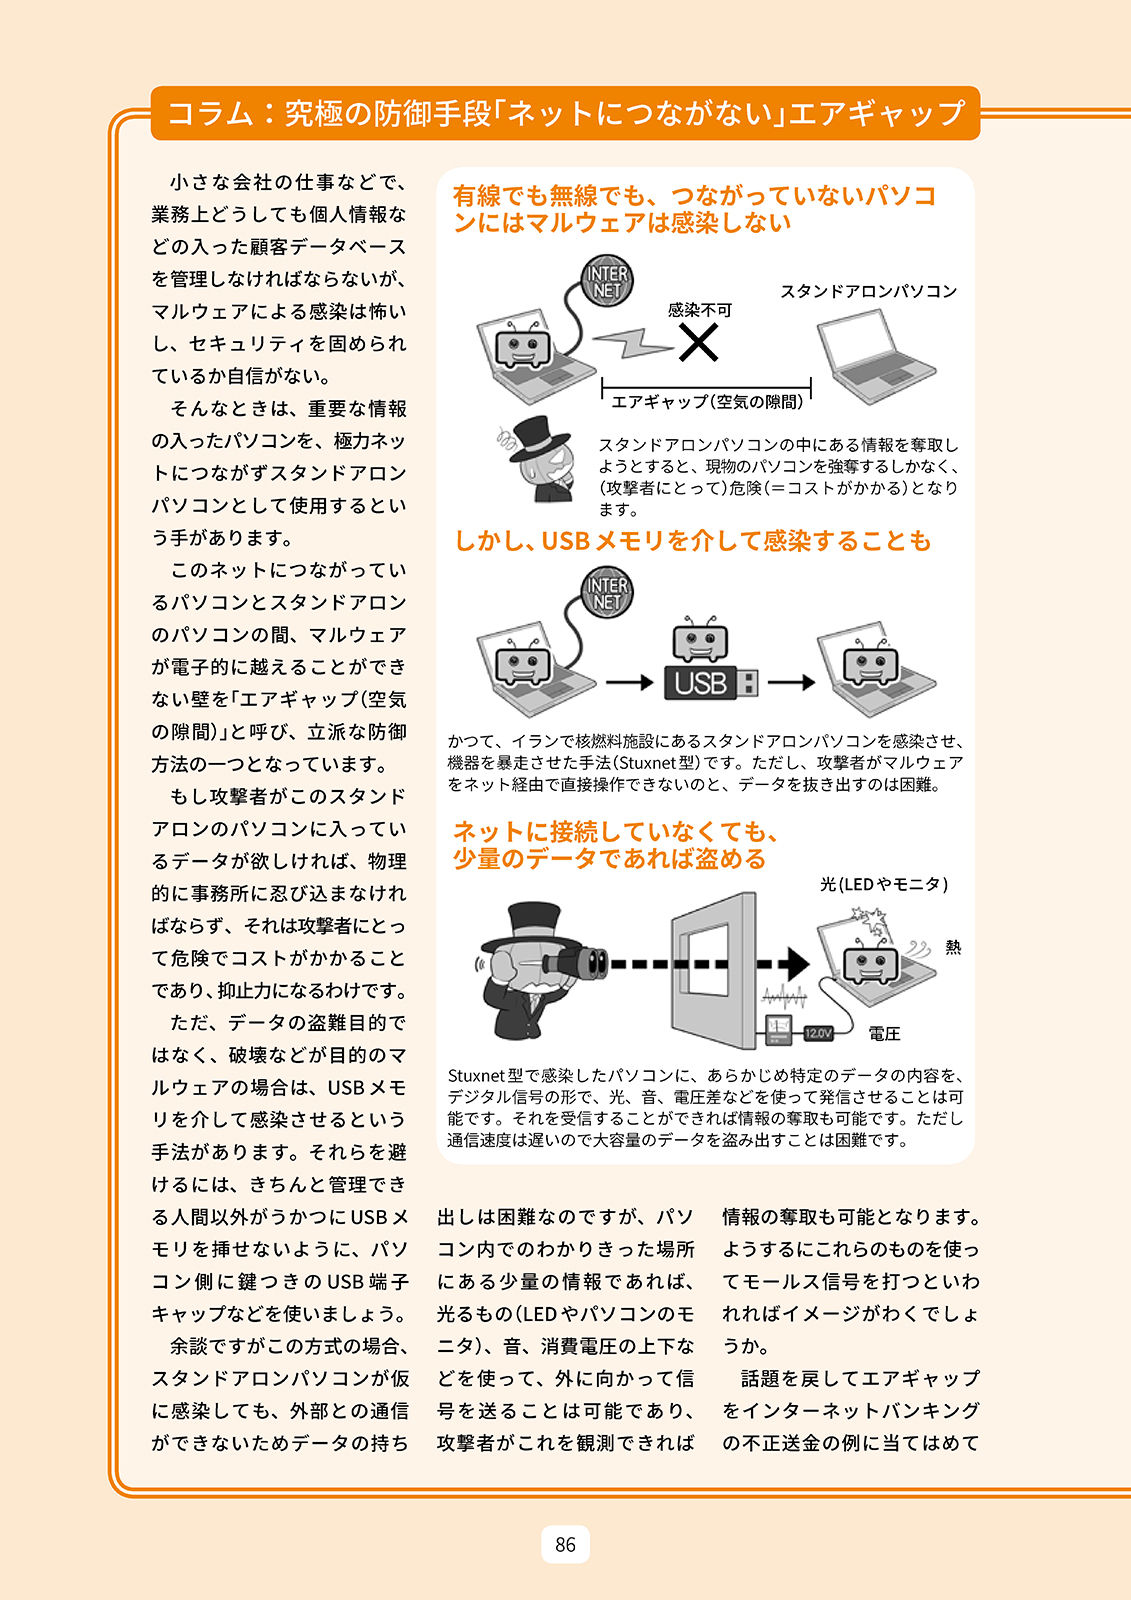 コラム：究極の防御手段「ネットにつながない」エアギャップ
小さな会社の仕事などで、
業務上どうしても個人情報な
どの入った顧客データベース
を管理しなければならないが、
マルウェアによる感染は怖い
し、セキュリティを固められ
ているか自信がない。
そんなときは、重要な情報
の入ったパソコンを、極力ネッ
トにつながずスタンドアロン
パソコンとして使用するとい
う手があります。
このネットにつながってい
るパソコンとスタンドアロン
のパソコンの間、マルウェア
が電子的に越えることができ
ない壁を「エアギャップ（空気
の隙間）」と呼び、立派な防御
方法の一つとなっています。
もし攻撃者がこのスタンド
アロンのパソコンに入ってい
るデータが欲しければ、物理
的に事務所に忍び込まなけれ
ばならず、それは攻撃者にとっ
て危険でコストがかかること
であり、抑止力になるわけです。
ただ、データの盗難目的で
はなく、破壊などが目的のマ
ルウェアの場合は、USBメモ
リを介して感染させるという
手法があります。それらを避
けるには、きちんと管理でき
る人間以外がうかつにUSBメ
モリを挿せないように、パソ
コン側に鍵つきのUSB端子
キャップなどを使いましょう。
余談ですがこの方式の場合、
スタンドアロンパソコンが仮
に感染しても、外部との通信
ができないためデータの持ち
有線でも無線でも、つながっていないパソコ
ンにはマルウェアは感染しない
INTER
NET
感染不可
スタンドアロンパソコン
エアギャップ（空気の隙間）
スタンドアロンパソコンの中にある情報を奪取し
ようとすると、現物のパソコンを強奪するしかなく、
（攻撃者にとって）危険（＝コストがかかる）となり
ます。
しかし、USBメモリを介して感染することも
INTER
NET
USB
かつて、イランで核燃料施設にあるスタンドアロンパソコンを感染させ、
機器を暴走させた手法（Stuxnet型）です。ただし、攻撃者がマルウェア
をネット経由で直接操作できないのと、データを抜き出すのは困難。
ネットに接続していなくても、
少量のデータであれば盗める
光(LEDやモニタ)
熱
12.0V
電圧
Stuxnet型で感染したパソコンに、あらかじめ特定のデータの内容を、
デジタル信号の形で、光、音、電圧差などを使って発信させることは可
能です。それを受信することができれば情報の奪取も可能です。ただし
通信速度は遅いので大容量のデータを盗み出すことは困難です。
出しは困難なのですが、パソ
コン内でのわかりきった場所
にある少量の情報であれば、
光るもの（LEDやパソコンのモ
ニタ）、音、消費電圧の上下な
どを使って、外に向かって信
号を送ることは可能であり、
攻撃者がこれを観測できれば
情報の奪取も可能となります。
ようするにこれらのものを使っ
てモールス信号を打つといわ
れればイメージがわくでしょ
うか。
話題を戻してエアギャップ
をインターネットバンキング
の不正送金の例に当てはめて
86